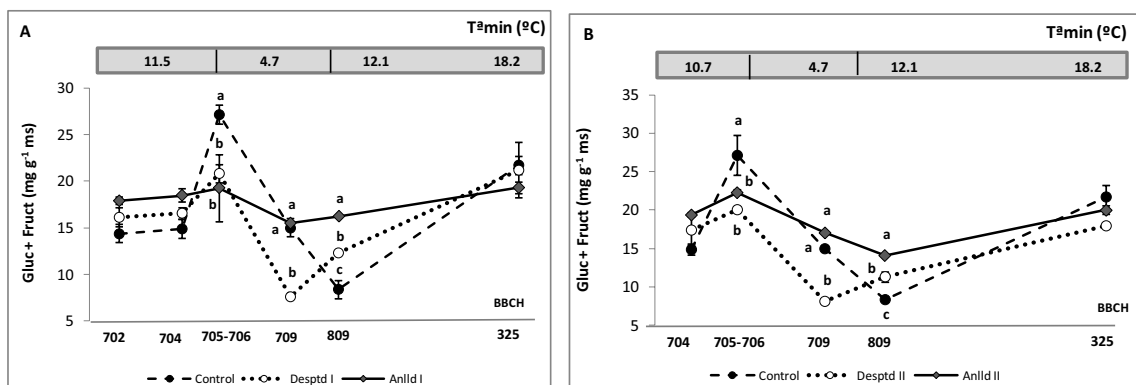 A
Tªmin (ºC)
11.5 4.7 12.1 18.2
Gluc+ Fruct (mg g-1 ms)
30
25
20
15
10
5
a
b
b
a
a
b
a
b
c
BBCH
702 704 705-706 709 809 325
Control Desptd I Anlld I
B
Tªmin (ºC)
10.7 4.7 12.1 18.2
Gluc+ Fruct (mg g-1 ms)
35
30
25
20
15
10
5
a
b
b
a
a
b
a
b
c
BBCH
704 705-706 709 809 325
Control Desptd II Anlld II